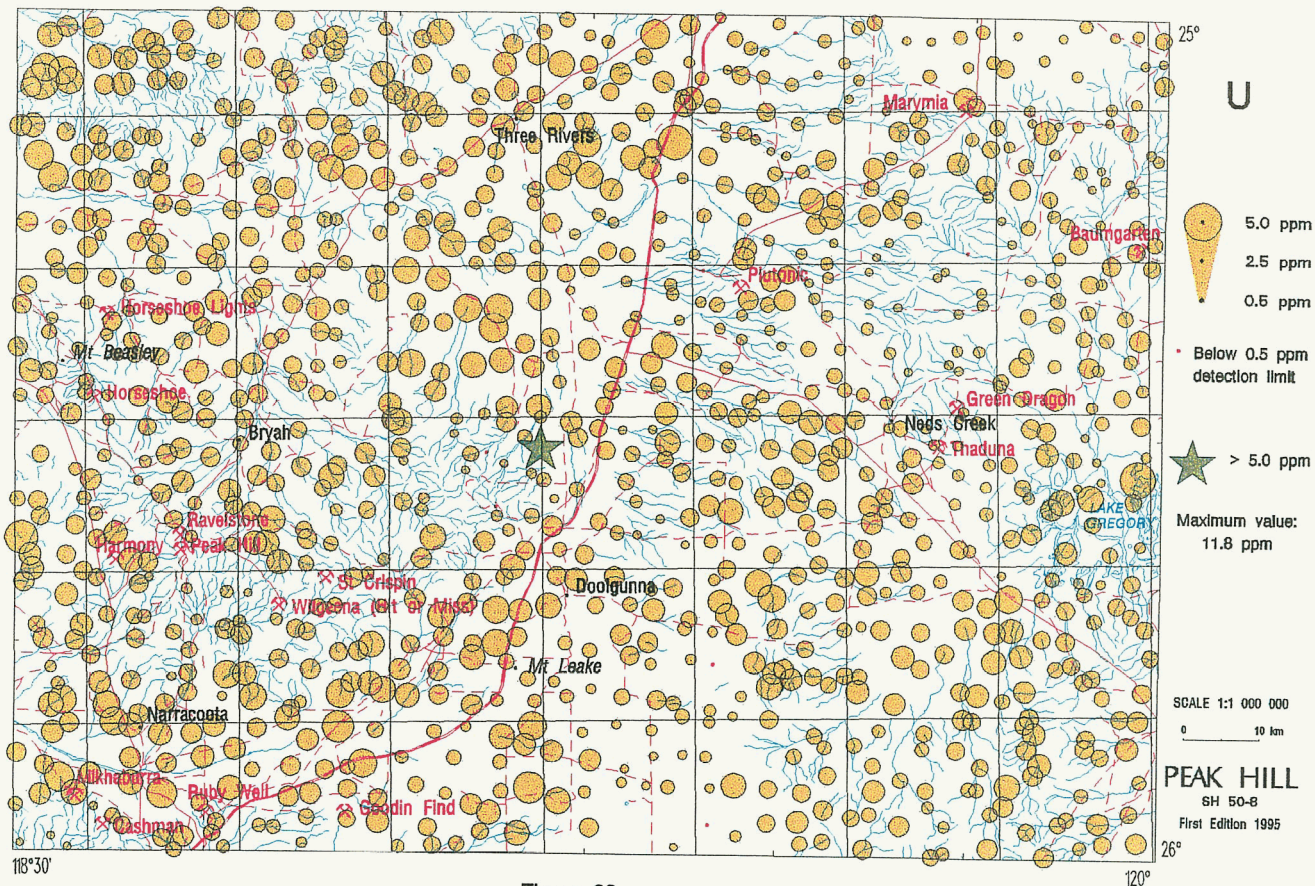 25°
U
Marymia
Three Rivers
5.0 ppm
Baumgarten
2.5 ppm
Plutonic
0.5 ppm
Horseshoe Lights
Mt Beasley
Below 0.5 ppm
detection limit
Horseshoe
Green Dragon
Neds Creek
Bryah
Thaduna
> 5.0 ppm
LAKE
GREGORY
Ravelstone
Maximum value:
11.8 ppm
Harmony
Peak Hill
St Crispin
Doolgunna
Wilgeena (Hit or Miss)
Mt Leake
SCALE 1:1 000 000
Narracoota
0 10 km
Mikhaburra
Ruby Well
Goodin Find
PEAK HILL
SH 50-8
Cashman
First Edition 1995
26°
118°30'
120°